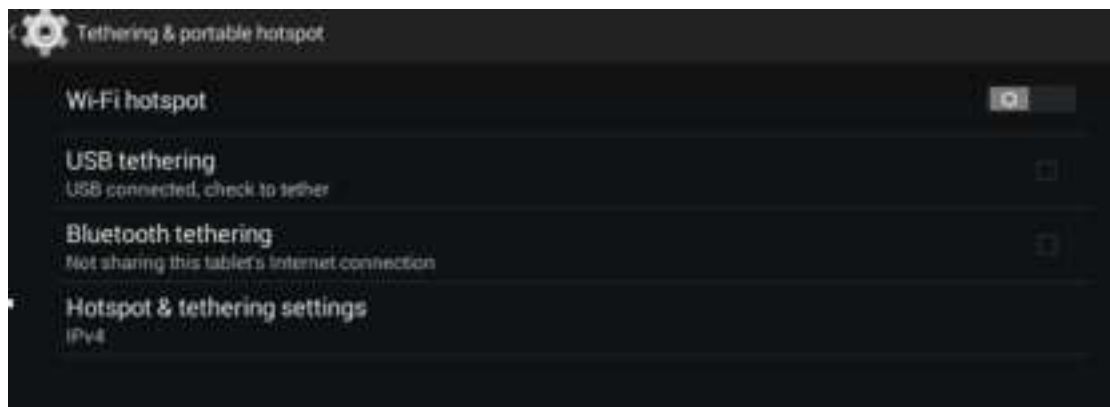 Tethering & portable hotspot
Wi-Fi hotspot
USB tethering
USB connected, check to tether
Bluetooth tethering
Not sharing this tablet's Internet connection
Hotspot & tethering settings
IPv4